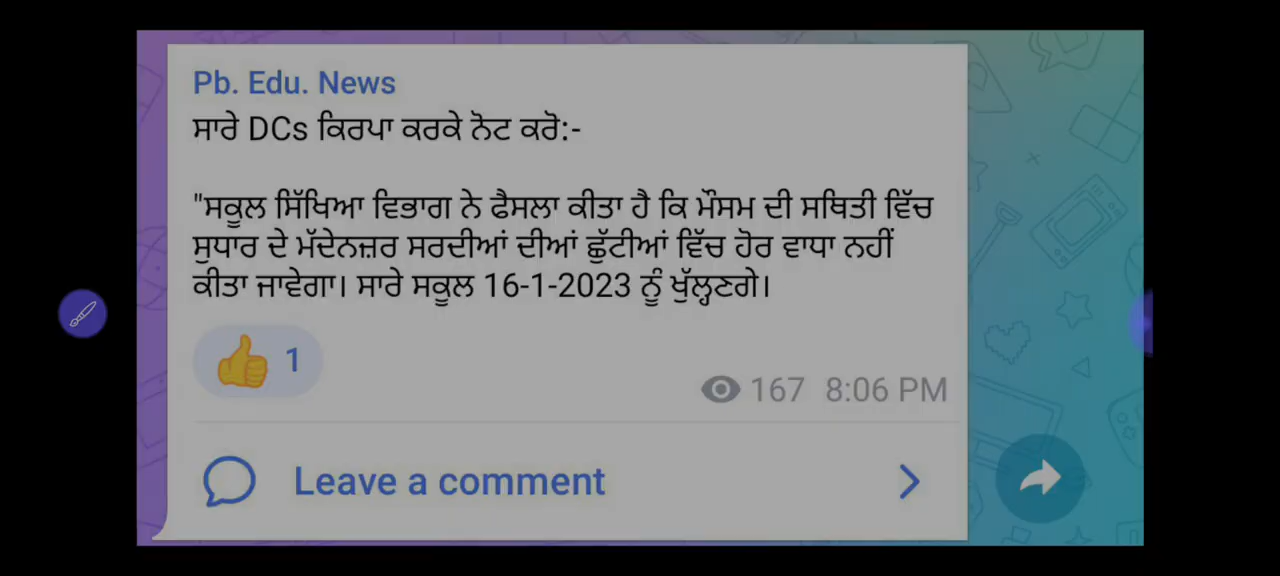 Pb. Edu. News
ਸਾਰੇ DCs ਕਿਰਪਾ ਕਰਕੇ ਨੋਟ ਕਰੋ:-
"ਸਕੂਲ ਸਿੱਖਿਆ ਵਿਭਾਗ ਨੇ ਫੈਸਲਾ ਕੀਤਾ ਹੈ ਕਿ ਮੌਸਮ ਦੀ ਸਥਿਤੀ ਵਿੱਚ
ਸੁਧਾਰ ਦੇ ਮੱਦੇਨਜ਼ਰ ਸਰਦੀਆਂ ਦੀਆਂ ਛੁੱਟੀਆਂ ਵਿੱਚ ਹੋਰ ਵਾਧਾ ਨਹੀਂ
ਕੀਤਾ ਜਾਵੇਗਾ। ਸਾਰੇ ਸਕੂਲ 16-1-2023 ਨੂੰ ਖੁੱਲ੍ਹਣਗੇ।
1
167 8:06 PM
Leave a comment